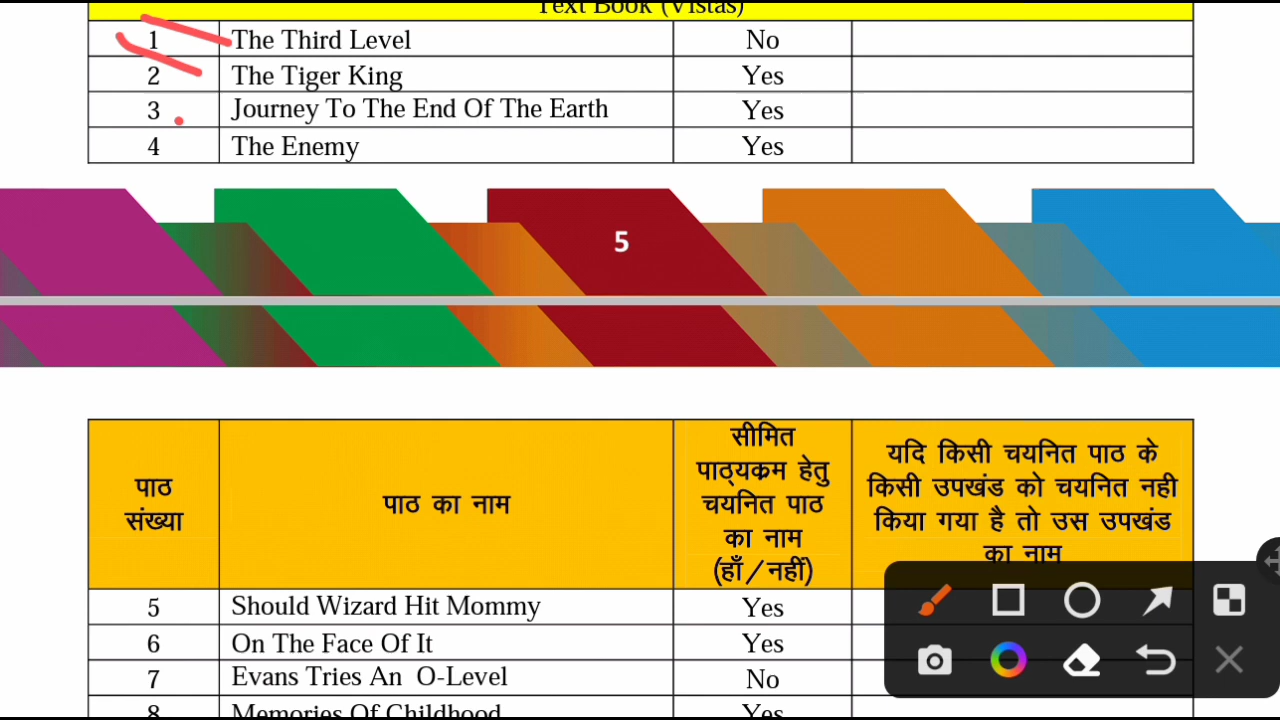 Text Book (Vistas)
1 The Third Level No
2 The Tiger King Yes
3 Journey To The End Of The Earth Yes
4 The Enemy Yes
5
पाठ संख्या
पाठ का नाम
सीमित
पाठ्यक्रम हेतु
चयनित पाठ
का नाम
(हाँ/नहीं)
यदि किसी चयनित पाठ के
किसी उपखंड को चयनित नही
किया गया है तो उस उपखंड
का नाम
5 Should Wizard Hit Mommy Yes
6 On The Face Of It Yes
7 Evans Tries An O-Level No
8 Memories Of Childhood Yes